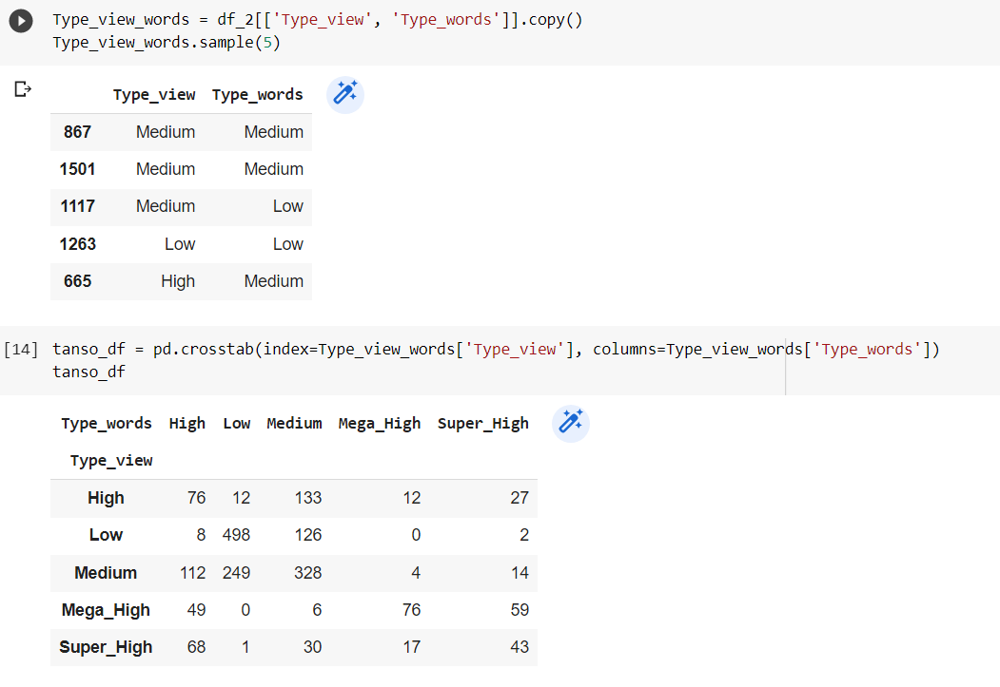 Type_view_words = df_2[['Type_view', 'Type_words']].copy()
Type_view_words.sample(5)
Type_view Type_words
867 Medium Medium
1501 Medium Medium
1117 Medium Low
1263 Low Low
665 High Medium
[14] tanso_df = pd.crosstab(index=Type_view_words['Type_view'], columns=Type_view_words['Type_words'])
tanso_df
Type_words High Low Medium Mega_High Super_High
Type_view
High 76 12 133 12 27
Low 8 498 126 0 2
Medium 112 249 328 4 14
Mega_High 49 0 6 76 59
Super_High 68 1 30 17 43